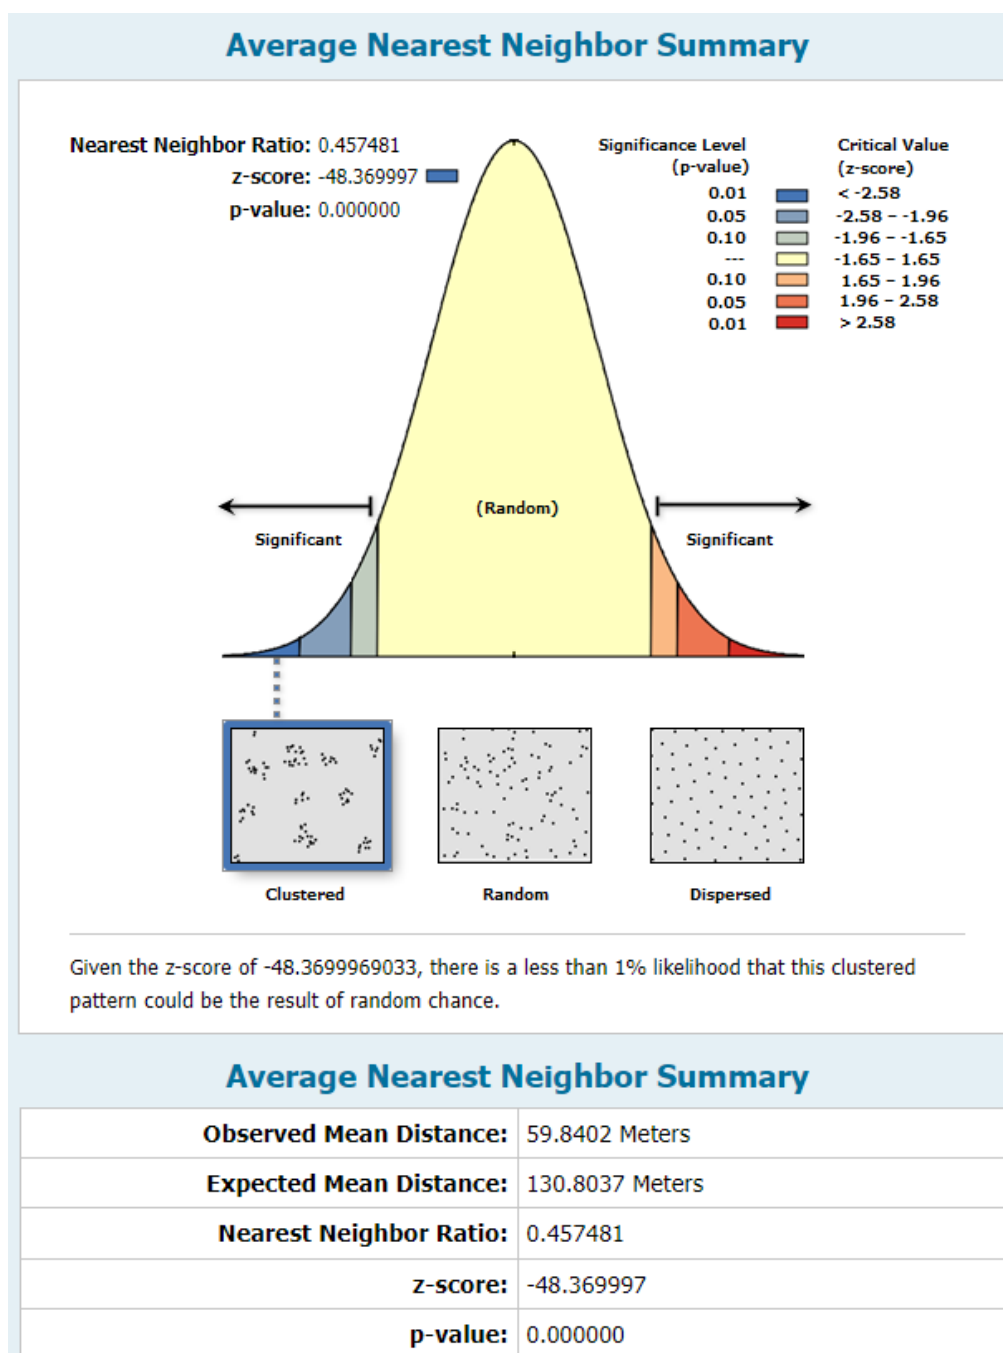 Average Nearest Neighbor Summary
Nearest Neighbor Ratio: 0.457481
z-score: -48.369997
p-value: 0.000000
Significance Level
(p-value)
Critical Value
(z-score)
0.01 < -2.58
0.05 -2.58 – -1.96
0.10 -1.96 – -1.65
--- -1.65 – 1.65
0.10 1.65 – 1.96
0.05 1.96 – 2.58
0.01 > 2.58
(Random)
Significant
Significant
Clustered
Random
Dispersed
Given the z-score of -48.3699969033, there is a less than 1% likelihood that this clustered
pattern could be the result of random chance.
Average Nearest Neighbor Summary
Observed Mean Distance: 59.8402 Meters
Expected Mean Distance: 130.8037 Meters
Nearest Neighbor Ratio: 0.457481
z-score: -48.369997
p-value: 0.000000